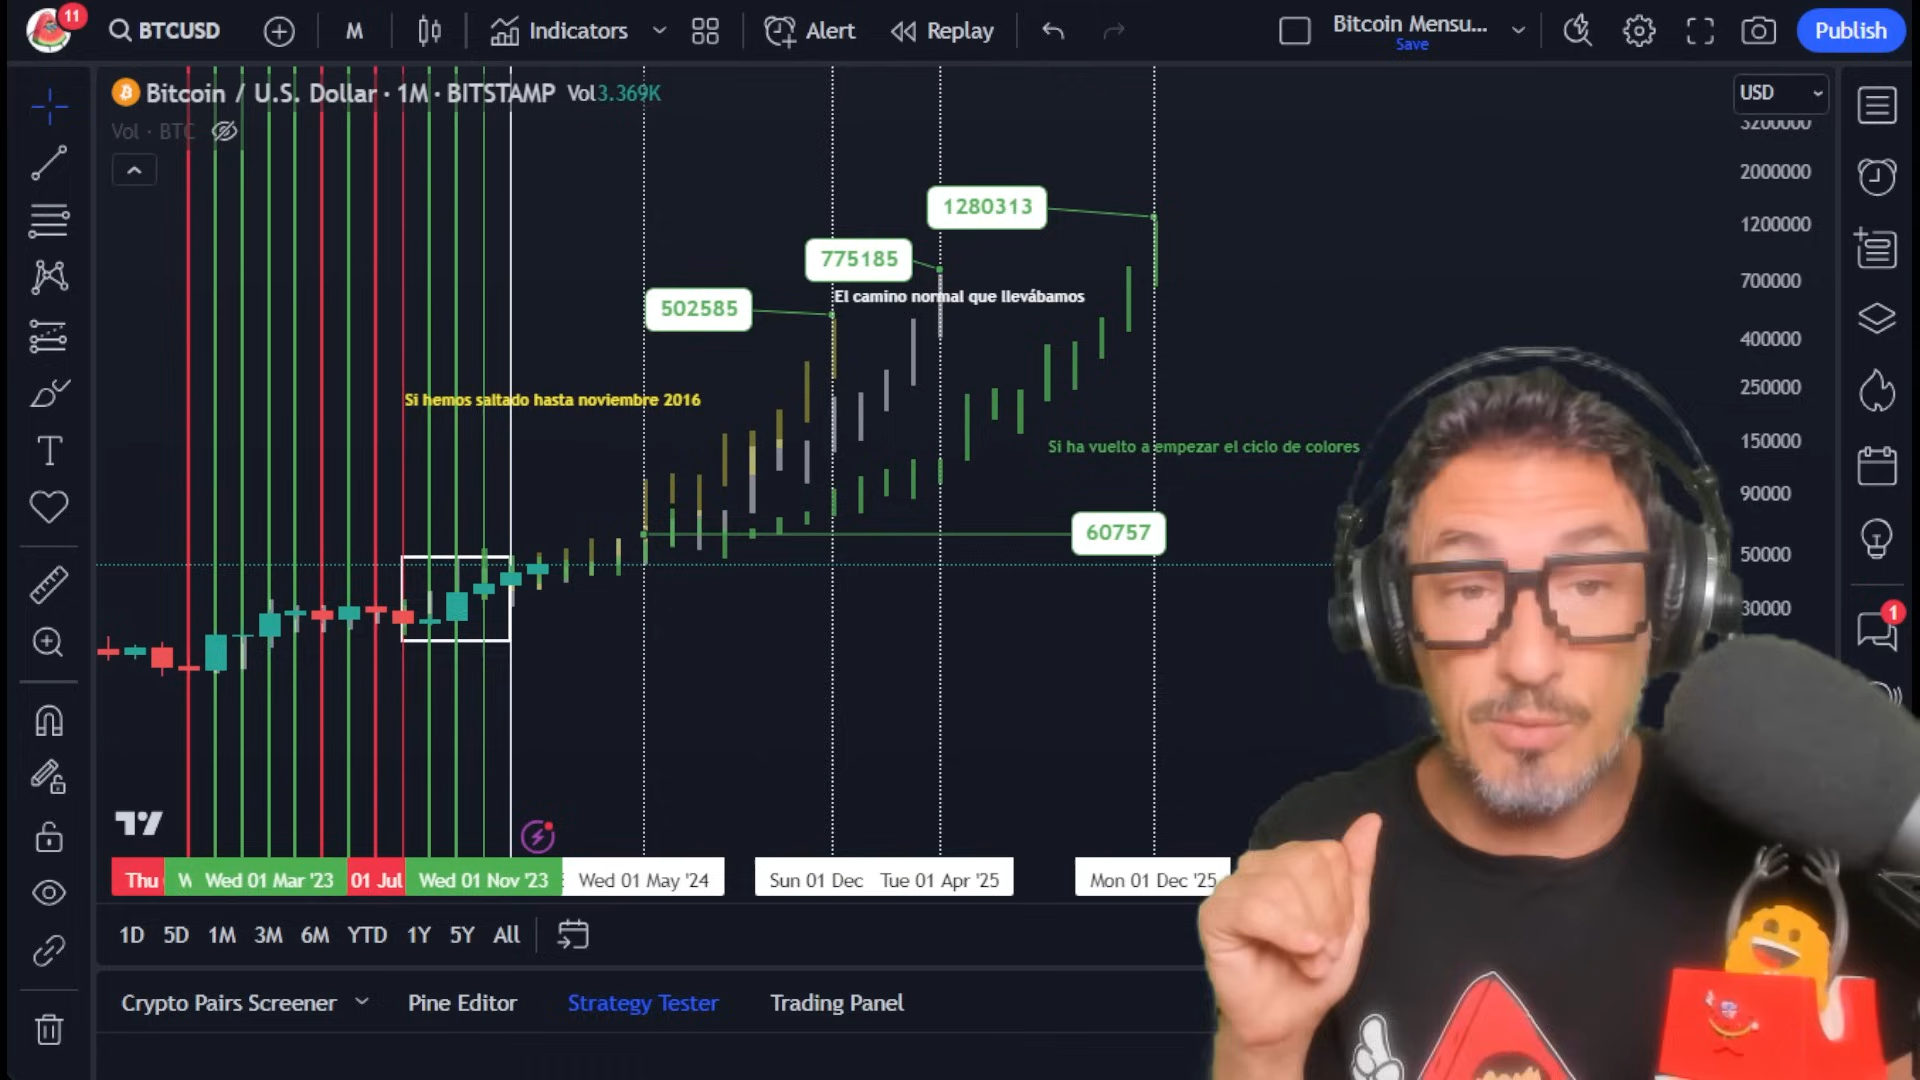 11
BTCUSD
M
Indicators
Alert
Replay
Bitcoin Mensu...
Save
Publish
Bitcoin / U.S. Dollar · 1M · BITSTAMP Vol3.369K
Vol · BTC
USD
3200000
2000000
1280313
1200000
775185
700000
El camino normal que llevábamos
502585
400000
250000
Si hemos saltado hasta noviembre 2016
150000
Si ha vuelto a empezar el ciclo de colores
90000
60757
50000
30000
1
Thu
W
Wed 01 Mar '23
01 Jul
Wed 01 Nov '23
Wed 01 May '24
Sun 01 Dec
Tue 01 Apr '25
Mon 01 Dec '25
1D 5D 1M 3M 6M YTD 1Y 5Y All
Crypto Pairs Screener
Pine Editor
Strategy Tester
Trading Panel